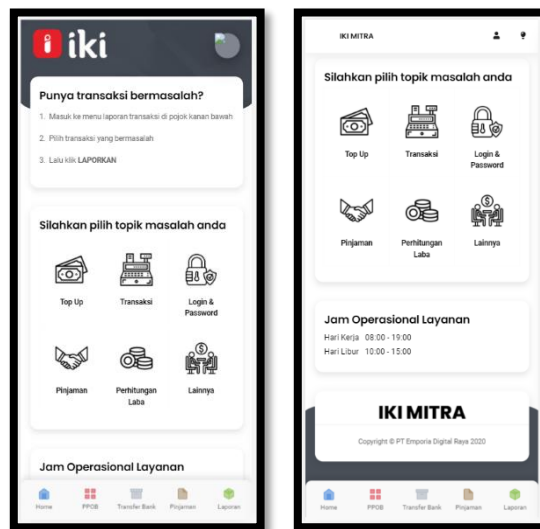 iki
Punya transaksi bermasalah?
1. Masuk ke menu laporan transaksi di pojok kanan bawah
2. Pilih transaksi yang bermasalah
3. Lalu klik LAPORKAN
Silahkan pilih topik masalah anda
Top Up Transaksi Login &
Password
Pinjaman Perhitungan Lainnya
Laba
Jam Operasional Layanan
Home PPOB Transfer Bank Pinjaman Laporan
IKI MITRA
Silahkan pilih topik masalah anda
Top Up Transaksi Login &
Password
Pinjaman Perhitungan Lainnya
Laba
Jam Operasional Layanan
Hari Kerja 08:00 - 19:00
Hari Libur 10:00 - 15:00
IKI MITRA
Copyright © PT Emporia Digital Raya 2020
Home PPOB Transfer Bank Pinjaman Laporan